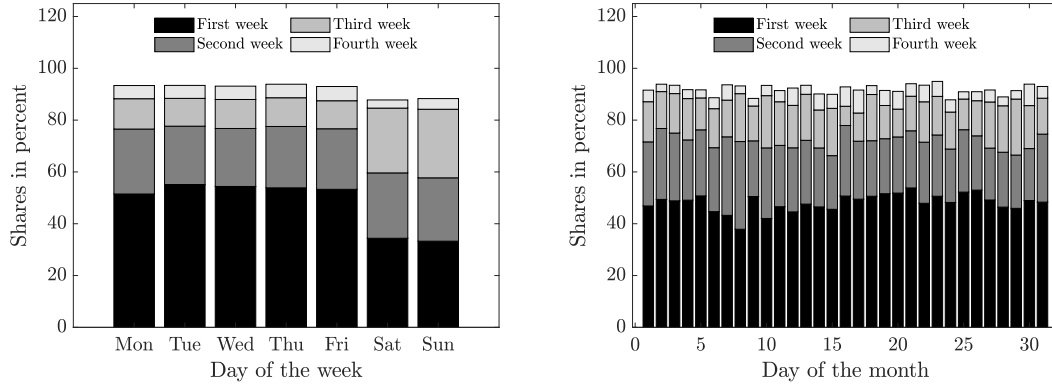 120
100
80
60
40
20
0
Shares in percent
First week
Second week
Third week
Fourth week
Mon Tue Wed Thu Fri Sat Sun
Day of the week
120
100
80
60
40
20
0
Shares in percent
First week
Second week
Third week
Fourth week
0 5 10 15 20 25 30
Day of the month